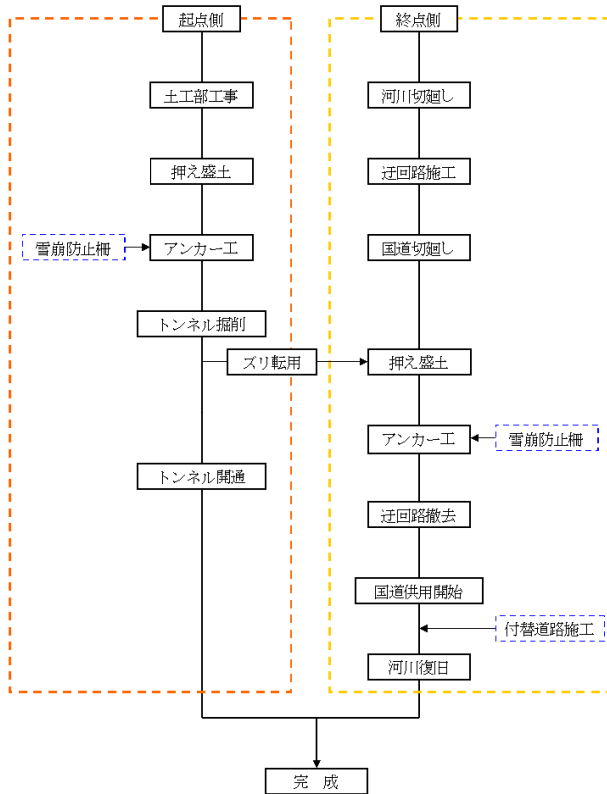 起点側
終点側
土工部工事
河川切廻し
押え盛土
迂回路施工
雪崩防止柵
アンカー工
国道切廻し
トンネル掘削
ズリ転用
押え盛土
アンカー工
雪崩防止柵
トンネル開通
迂回路撤去
国道供用開始
付替道路施工
河川復旧
完　成